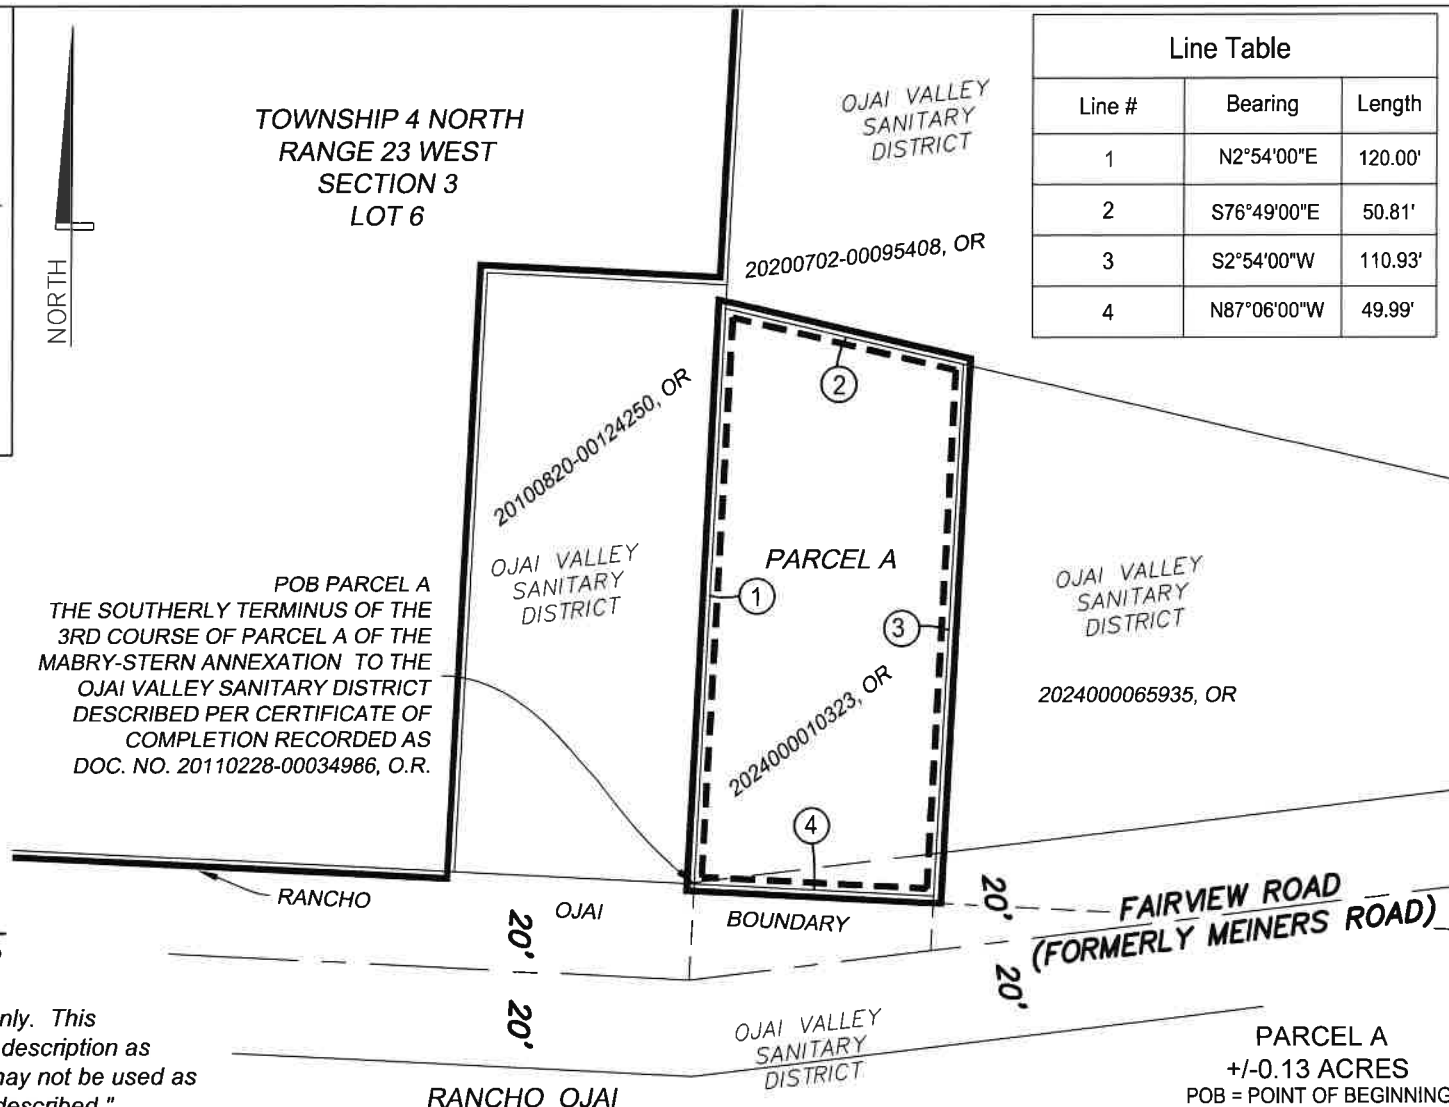 Line Table
Line # Bearing Length
1 N2°54'00"E 120.00'
2 S76°49'00"E 50.81'
3 S2°54'00"W 110.93'
4 N87°06'00"W 49.99'
NORTH
TOWNSHIP 4 NORTH
RANGE 23 WEST
SECTION 3
LOT 6
OJAI VALLEY
SANITARY
DISTRICT
20200702-00095408, OR
2
20100820-00124250, OR
OJAI VALLEY
SANITARY
DISTRICT
PARCEL A
1
3
OJAI VALLEY
SANITARY
DISTRICT
2024000065935, OR
2024000010323, OR
4
POB PARCEL A
THE SOUTHERLY TERMINUS OF THE
3RD COURSE OF PARCEL A OF THE
MABRY-STERN ANNEXATION TO THE
OJAI VALLEY SANITARY DISTRICT
DESCRIBED PER CERTIFICATE OF
COMPLETION RECORDED AS
DOC. NO. 20110228-00034986, O.R.
RANCHO OJAI BOUNDARY
20'
20'
20'
20'
FAIRVIEW ROAD
(FORMERLY MEINERS ROAD)
OJAI VALLEY
SANITARY
DISTRICT
RANCHO OJAI
PARCEL A
+/-0.13 ACRES
POB = POINT OF BEGINNING
nly. This
description as
may not be used as
described."